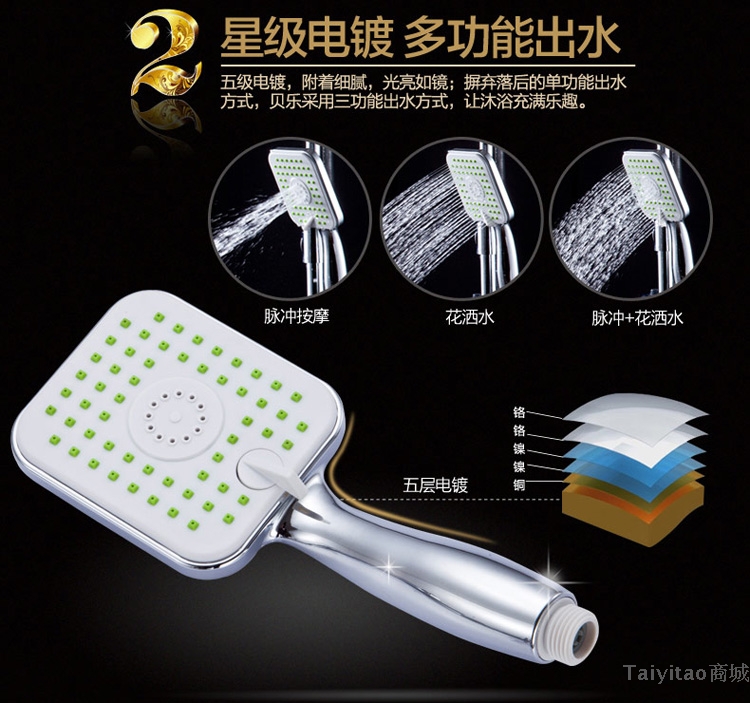 2
星级电镀 多功能出水
五级电镀，附着细腻，光亮如镜；摒弃落后的单功能出水
方式，贝乐采用三功能出水方式，让沐浴充满乐趣。
脉冲按摩
花洒水
脉冲+花洒水
铬
铬
镍
镍
铜
五层电镀
Taiyitao商城